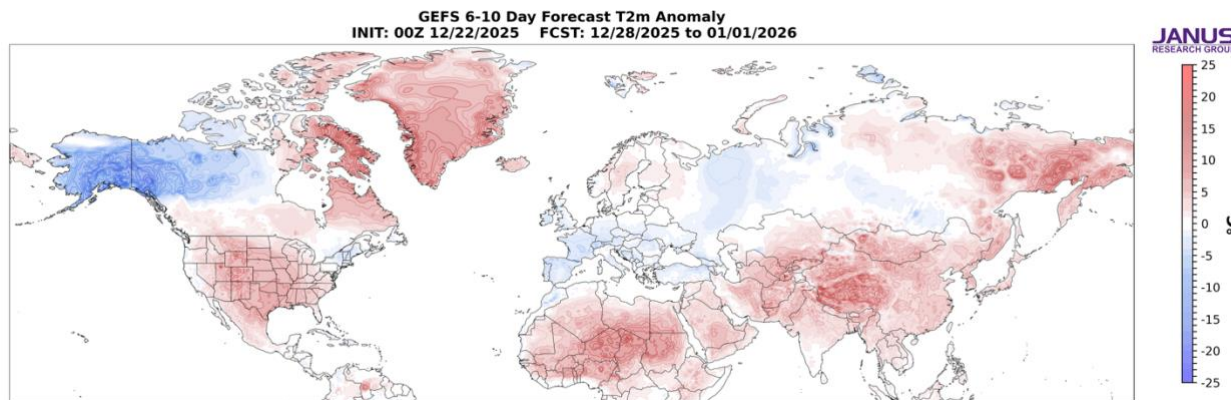 GEFS 6-10 Day Forecast T2m Anomaly
INIT: 00Z 12/22/2025 FCST: 12/28/2025 to 01/01/2026
JANUS
RESEARCH GROUP
25
20
15
10
5
0
-5
-10
-15
-20
-25